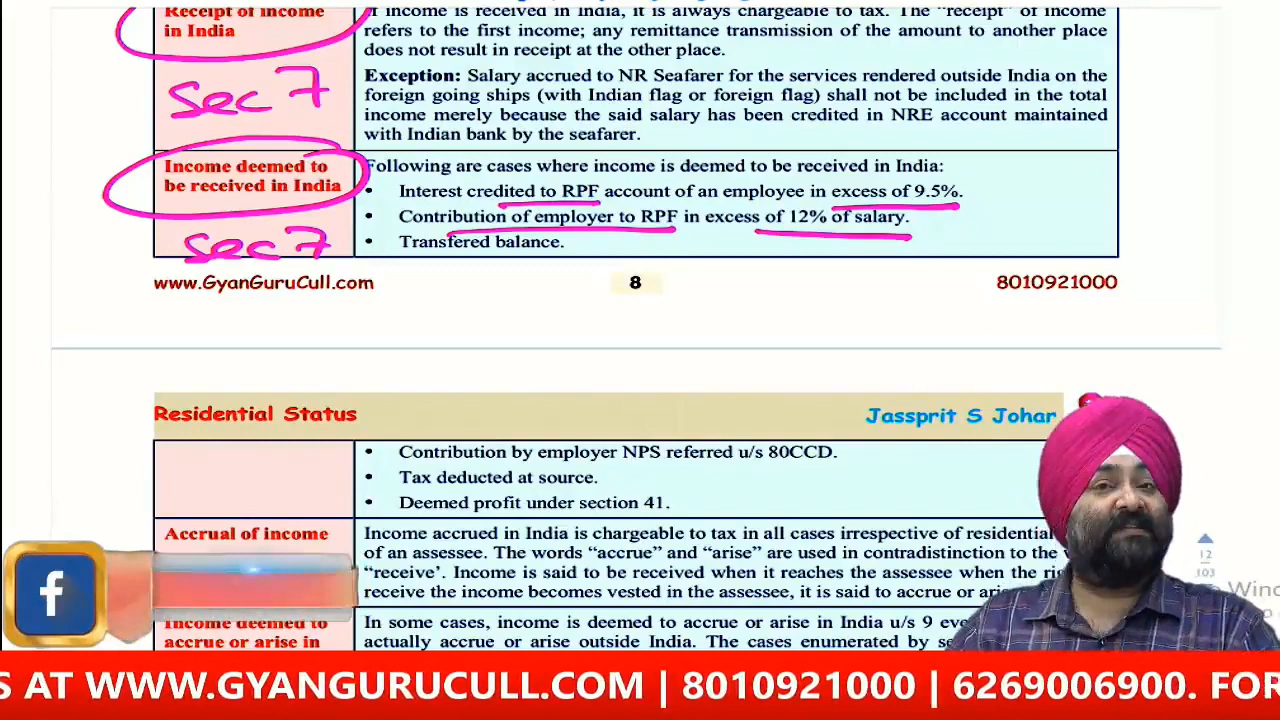 Receipt of income
in India
sec 7
if income is received in India, it is always chargeable to tax. The "receipt" of income
refers to the first income; any remittance transmission of the amount to another place
does not result in receipt at the other place.
Exception: Salary accrued to NR Seafarer for the services rendered outside India on the
foreign going ships (with Indian flag or foreign flag) shall not be included in the total
income merely because the said salary has been credited in NRE account maintained
with Indian bank by the seafarer.
Income deemed to
be received in India
sec 7
Following are cases where income is deemed to be received in India:
• Interest credited to RPF account of an employee in excess of 9.5%.
• Contribution of employer to RPF in excess of 12% of salary.
• Transfered balance.
www.GyanGuruCull.com 8 8010921000
Residential Status Jassprit S Johar
• Contribution by employer NPS referred u/s 80CCD.
• Tax deducted at source.
• Deemed profit under section 41.
Accrual of income
Income accrued in India is chargeable to tax in all cases irrespective of residential
of an assessee. The words "accrue" and "arise" are used in contradistinction to the
"receive'. Income is said to be received when it reaches the assessee when the
receive the income becomes vested in the assessee, it is said to accrue or
Income deemed to
accrue or arise in
In some cases, income is deemed to accrue or arise in India u/s 9
actually accrue or arise outside India. The cases enumerated by
12
103
f
S AT WWW.GYANGURUCULL.COM | 8010921000 | 6269006900. FOR